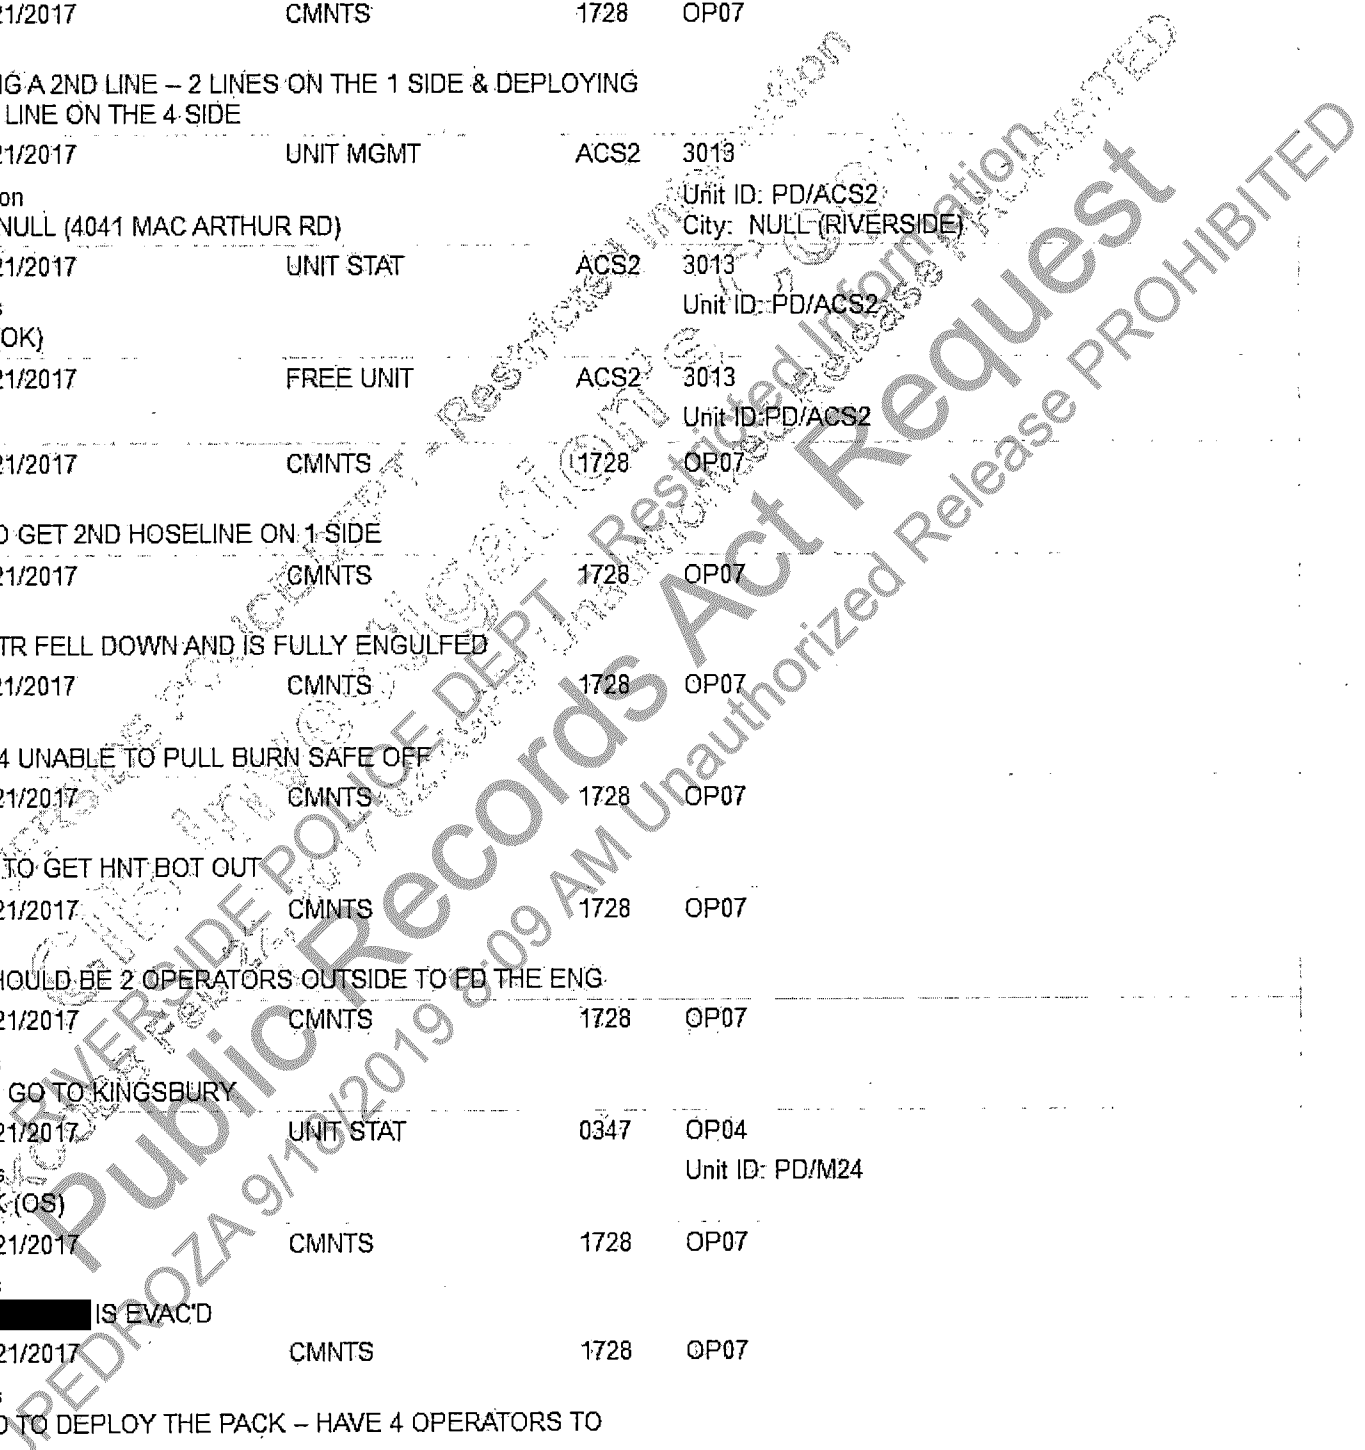 21/2017 CMNTS 1728 OP07
NG A 2ND LINE – 2 LINES ON THE 1 SIDE & DEPLOYING
LINE ON THE 4 SIDE
21/2017 UNIT MGMT ACS2 3013
on Unit ID: PD/ACS2
NULL (4041 MAC ARTHUR RD) City: NULL (RIVERSIDE)
21/2017 UNIT STAT ACS2 3013
s Unit ID: PD/ACS2
(OK)
21/2017 FREE UNIT ACS2 3013
Unit ID:PD/ACS2
21/2017 CMNTS 1728 OP07
O GET 2ND HOSELINE ON 1 SIDE
21/2017 CMNTS 1728 OP07
TR FELL DOWN AND IS FULLY ENGULFED
21/2017 CMNTS 1728 OP07
4 UNABLE TO PULL BURN SAFE OFF
21/2017 CMNTS 1728 OP07
TO GET HNT BOT OUT
21/2017 CMNTS 1728 OP07
HOULD BE 2 OPERATORS OUTSIDE TO FD THE ENG
21/2017 CMNTS 1728 OP07
s
GO TO KINGSBURY
21/2017 UNIT STAT 0347 OP04
s Unit ID: PD/M24
K (OS)
21/2017 CMNTS 1728 OP07
s
IS EVAC'D
21/2017 CMNTS 1728 OP07
s
D TO DEPLOY THE PACK – HAVE 4 OPERATORS TO
RIVERSIDE POLICE DEPT - Restricted Information
Public Records Act Request
JPEDROZA 9/18/2019 8:09 AM Unauthorized Release PROHIBITED